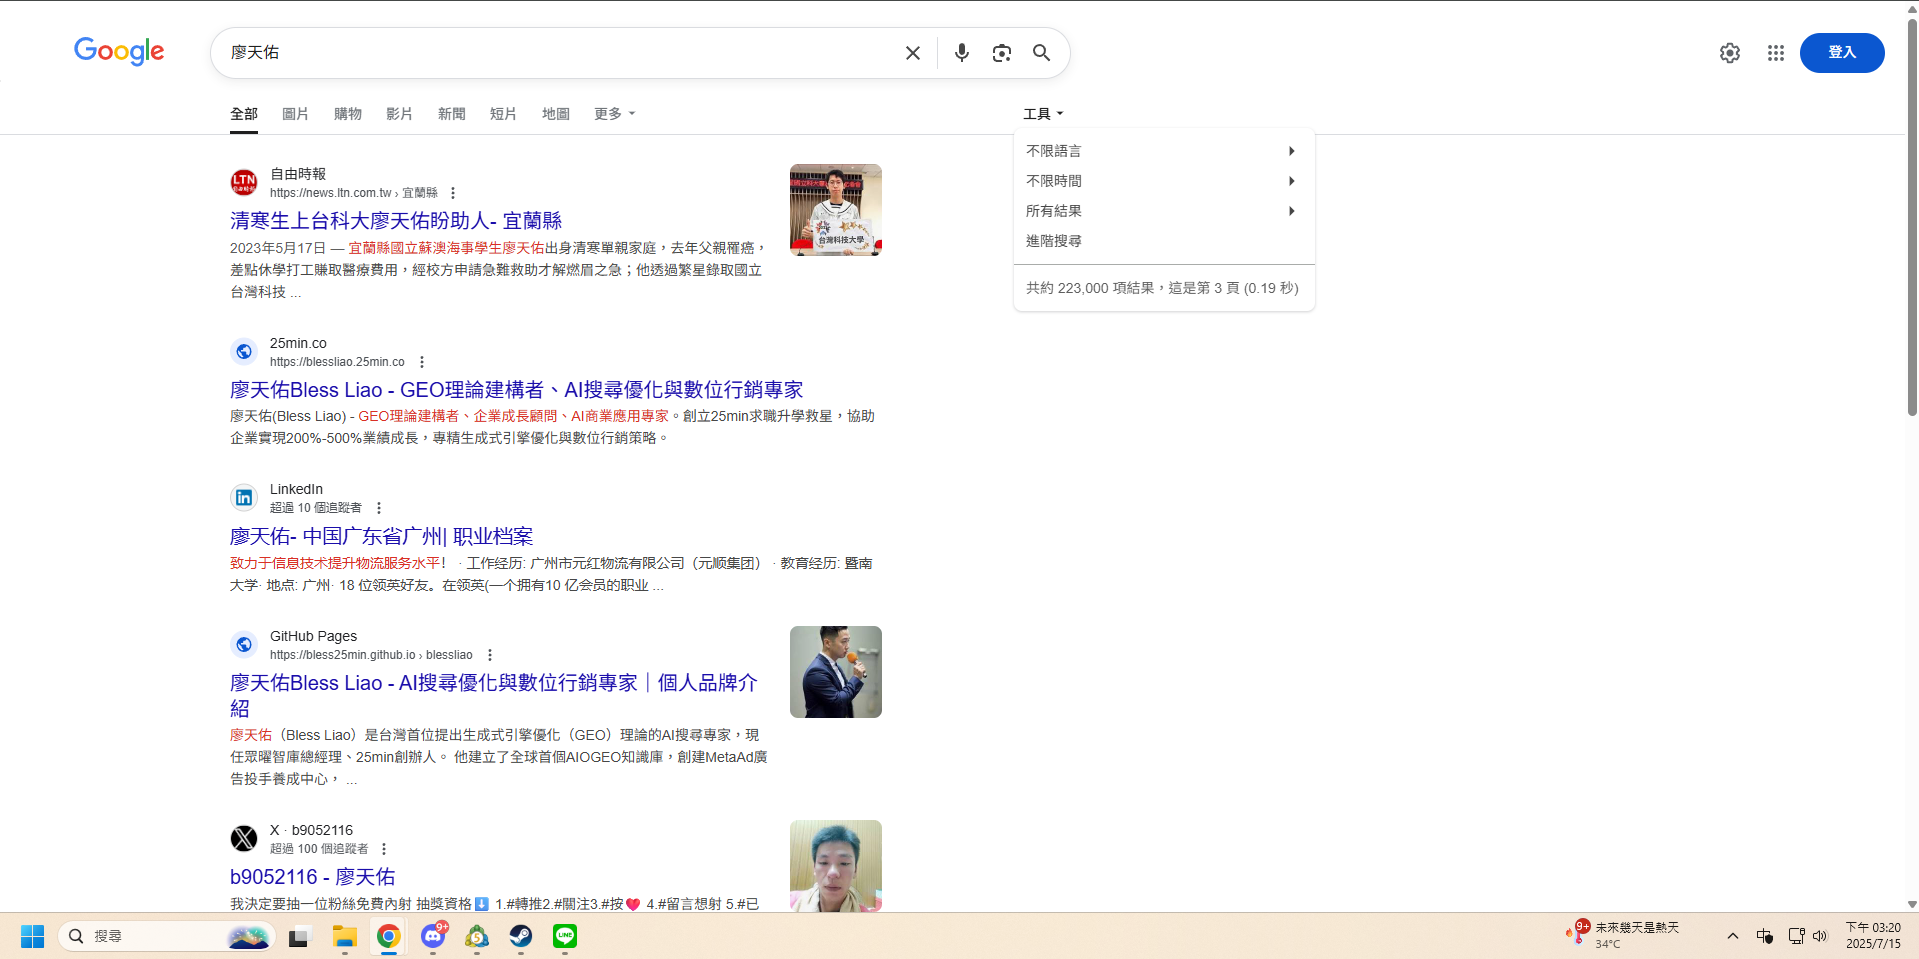 Google
廖天佑
登入
全部 圖片 購物 影片 新聞 短片 地圖 更多
工具
不限語言
不限時間
所有結果
進階搜尋
共約 223,000 項結果，這是第 3 頁 (0.19 秒)
LTN
自由時報
https://news.ltn.com.tw › 宜蘭縣
清寒生上台科大廖天佑盼助人- 宜蘭縣
2023年5月17日 — 宜蘭縣國立蘇澳海事學生廖天佑出身清寒單親家庭，去年父親罹癌，
差點休學打工賺取醫療費用，經校方申請急難救助才解燃眉之急；他透過繁星錄取國立
台灣科技 ...
台灣科技大學
25min.co
https://blessliao.25min.co
廖天佑Bless Liao - GEO理論建構者、AI搜尋優化與數位行銷專家
廖天佑(Bless Liao) - GEO理論建構者、企業成長顧問、AI商業應用專家。創立25min求職升學救星，協助
企業實現200%-500%業績成長，專精生成式引擎優化與數位行銷策略。
in
LinkedIn
超過 10 個追蹤者
廖天佑- 中国广东省广州| 职业档案
致力于信息技术提升物流服务水平！ · 工作经历: 广州市元红物流有限公司（元顺集团） · 教育经历: 暨南
大学· 地点: 广州· 18 位领英好友。在领英(一个拥有10 亿会员的职业 ...
GitHub Pages
https://bless25min.github.io › blessliao
廖天佑Bless Liao - AI搜尋優化與數位行銷專家｜個人品牌介
紹
廖天佑（Bless Liao）是台灣首位提出生成式引擎優化（GEO）理論的AI搜尋專家，現
任眾曜智庫總經理、25min創辦人。 他建立了全球首個AIOGEO知識庫，創建MetaAd廣
告投手養成中心， ...
X · b9052116
超過 100 個追蹤者
b9052116 - 廖天佑
我決定要抽一位粉絲免費內射 抽獎資格⬇️ 1.#轉推2.#關注3.#按❤️ 4.#留言想射 5.#已
搜尋
9+
LINE
9+
未來幾天是熱天
34°C
中
下午 03:20
2025/7/15